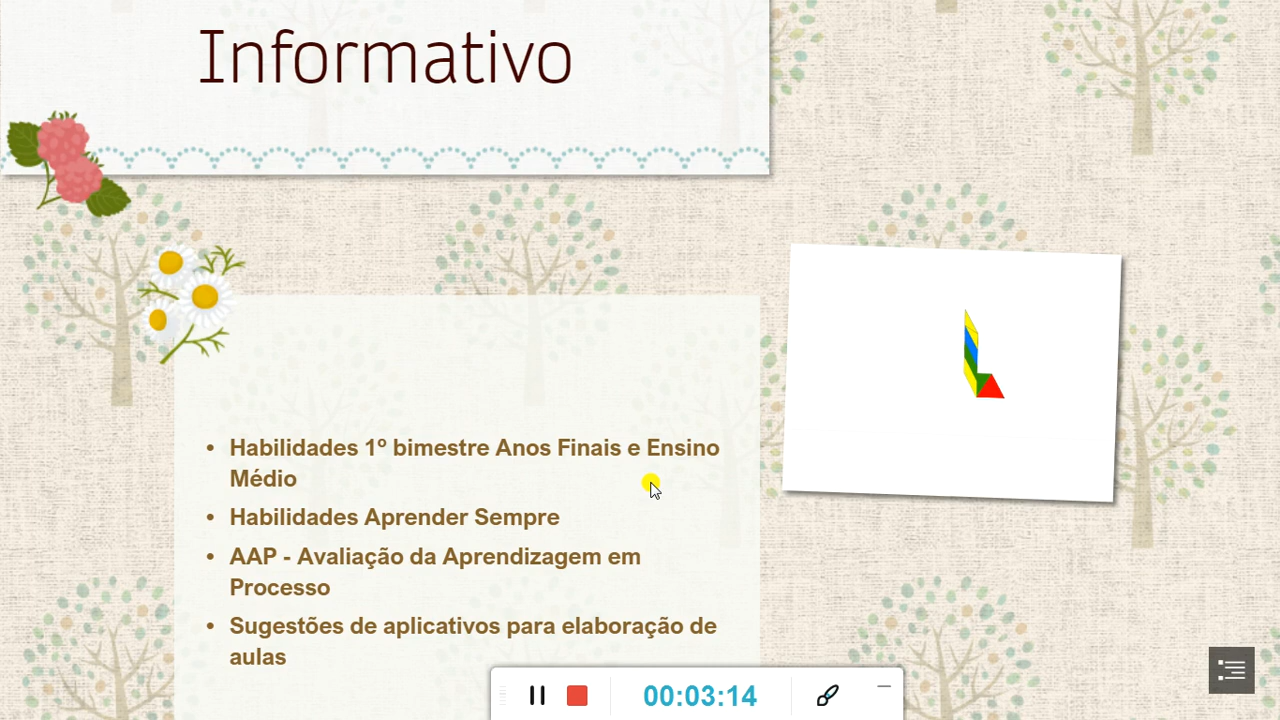 Informativo
• Habilidades 1º bimestre Anos Finais e Ensino
Médio
• Habilidades Aprender Sempre
• AAP - Avaliação da Aprendizagem em
Processo
• Sugestões de aplicativos para elaboração de
aulas
00:03:14